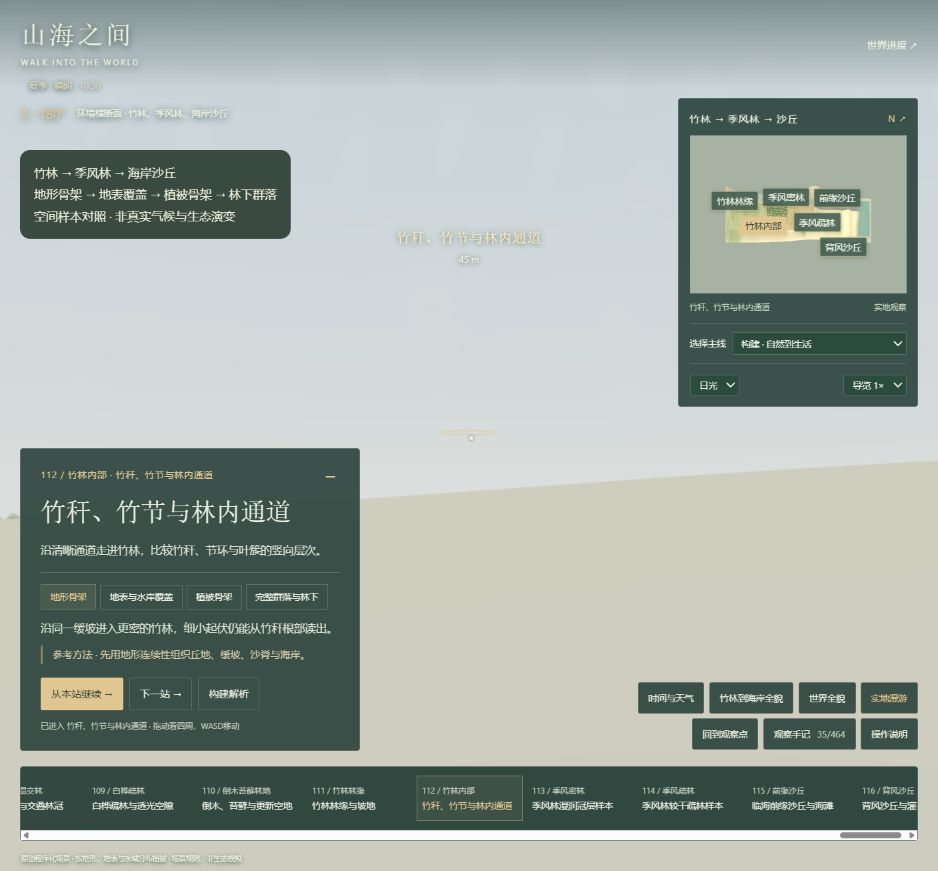 山海之间
WALK INTO THE WORLD
世界进度 ↗
180°
环境横断面 · 竹林、季风林、海岸沙丘
竹林 → 季风林 → 海岸沙丘
地形骨架 → 地表覆盖 → 植被骨架 → 林下群落
空间样本对照 · 非真实气候与生态演变
竹秆、竹节与林内通道
45 m
竹林 → 季风林 → 沙丘
N ↗
竹林林缘
季风密林
前缘沙丘
竹林内部
季风疏林
背风沙丘
竹秆、竹节与林内通道
实地观察
选择主线
构建 · 自然到生活
日光
导览 1×
112 / 竹林内部 · 竹秆、竹节与林内通道
竹秆、竹节与林内通道
沿清晰通道走进竹林，比较竹秆、节环与叶簇的竖向层次。
地形骨架
地表与水岸覆盖
植被骨架
完整群落与林下
沿同一缓坡进入更密的竹林，细小起伏仍能从竹秆根部读出。
参考方法 · 先用地形连续性组织丘地、缓坡、沙脊与海岸。
从本站继续 →
下一站 →
构建解析
已进入 竹秆、竹节与林内通道 · 拖动看四周，WASD移动
时间与天气
竹林到海岸全貌
世界全貌
实地漫游
回到观察点
观察手记 35/464
操作说明
混交林
与交叠林冠
109 / 白桦疏林
白桦疏林与透光空隙
110 / 倒木苔藓林地
倒木、苔藓与更新空地
111 / 竹林林缘
竹林林缘与坡地
112 / 竹林内部
竹秆、竹节与林内通道
113 / 季风密林
季风林湿润冠层样本
114 / 季风疏林
季风林较干疏林样本
115 / 前缘沙丘
临海前缘沙丘与海滩
116 / 背风沙丘
背风沙丘与灌